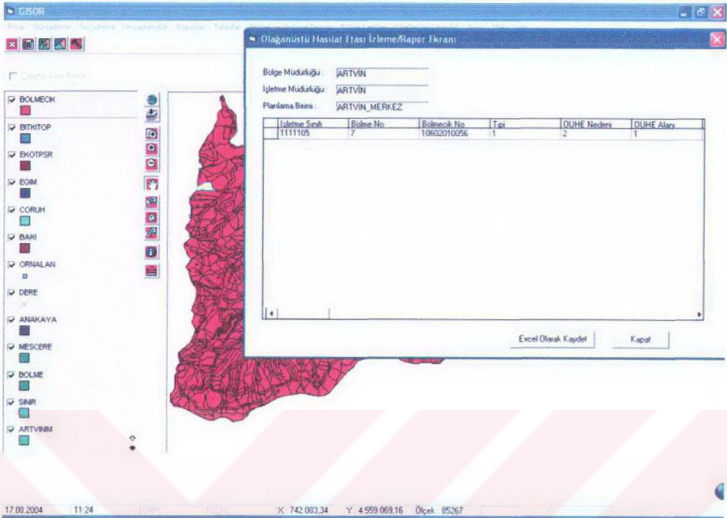 GISOR
Olağanüstü Hasılat Etası İzleme/Rapor Ekranı
Bölge Müdürlüğü : ARTVİN
İşletme Müdürlüğü : ARTVİN
Planlama Birimi : ARTVİN_MERKEZ
İşletme Sınıfı Bölme No Bölmecik No Tipi OUHE Nedeni OUHE Alanı
1111105 7 10602010056 1 2 1
Excel Olarak Kaydet Kapat
BOLMECIK
BITKITOP
EKOTPSR
EGIM
CORUH
BAKI
ORNALAN
DERE
ANAKAYA
MESCERE
BOLME
SINIR
ARTVINIM
17.08.2004 11:24 X : 742 083,34 Y : 4 559 069,16 Ölçek : 85267